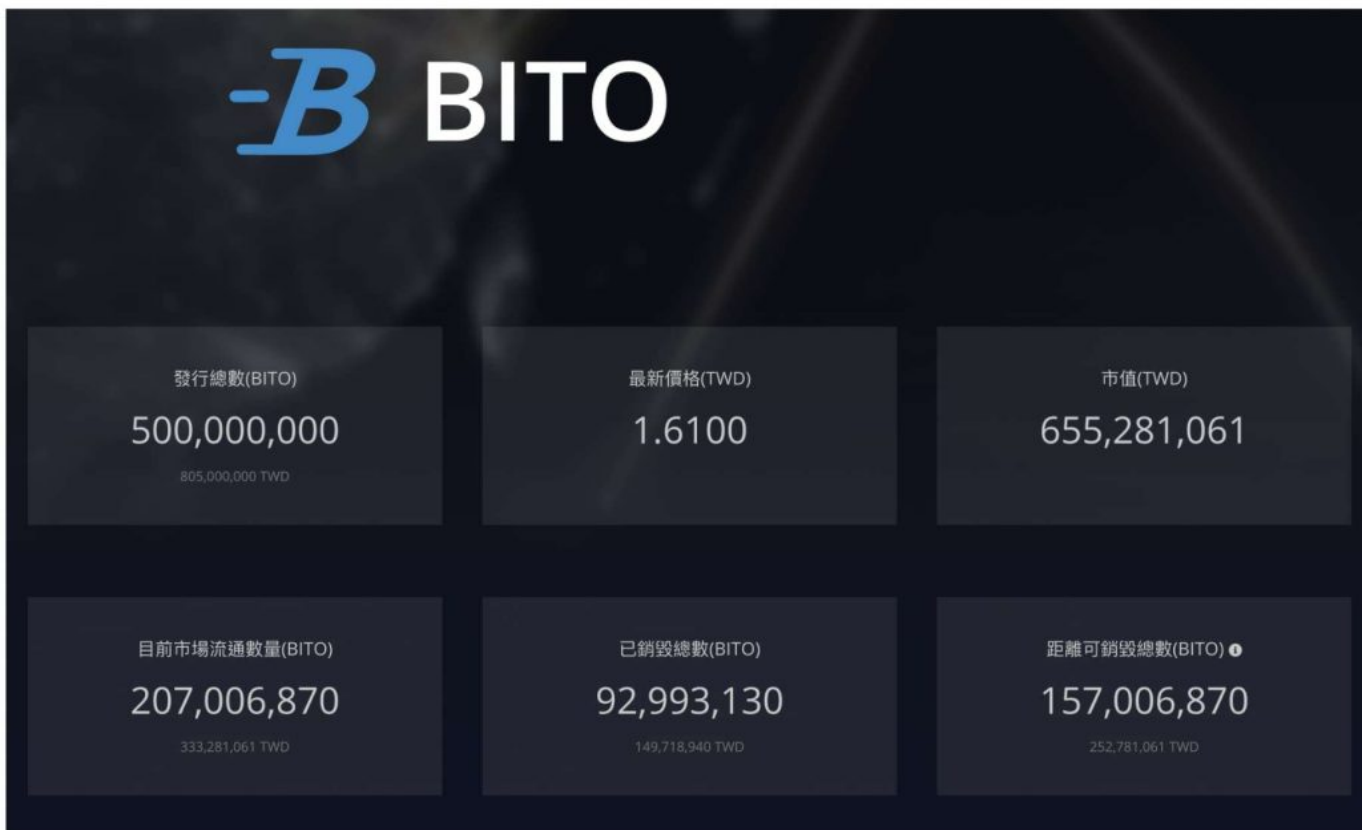 BITO
發行總數(BITO)
500,000,000
805,000,000 TWD
最新價格(TWD)
1.6100
市值(TWD)
655,281,061
目前市場流通數量(BITO)
207,006,870
333,281,061 TWD
已銷毀總數(BITO)
92,993,130
149,718,940 TWD
距離可銷毀總數(BITO)
157,006,870
252,781,061 TWD